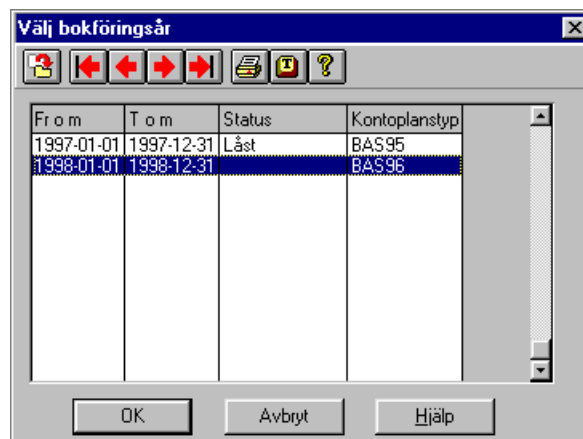 Välj bokföringsår
T ?
Fr o m T o m Status Kontoplanstyp
1997-01-01 1997-12-31 Låst BAS95
1998-01-01 1998-12-31 BAS96
OK Avbryt Hjälp